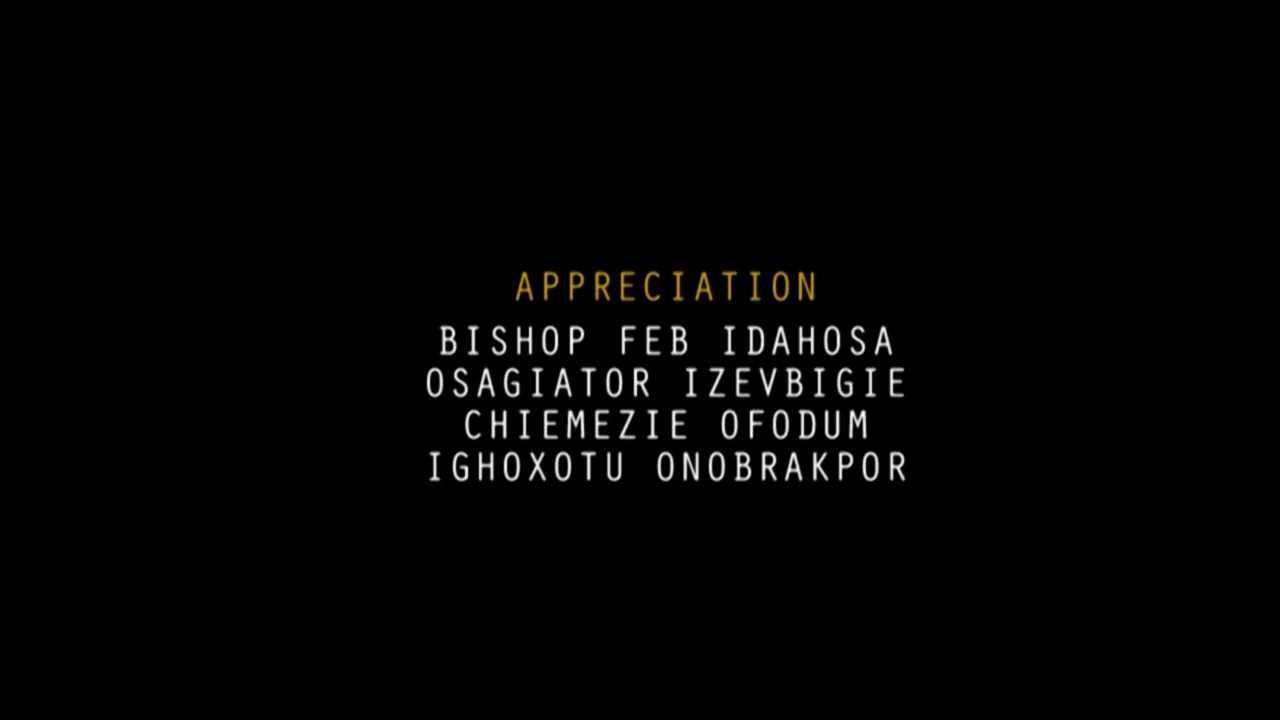 APPRECIATION
BISHOP FEB IDAHOSA
OSAGIATOR IZEVBIGIE
CHIEMEZIE OFODUM
IGHOXOTU ONOBRAKPOR